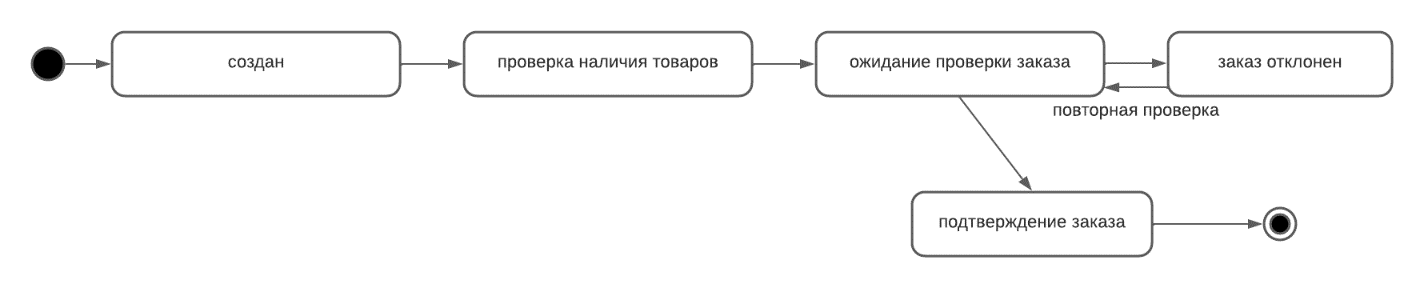 создан
проверка наличия товаров
ожидание проверки заказа
заказ отклонен
повторная проверка
подтверждение заказа